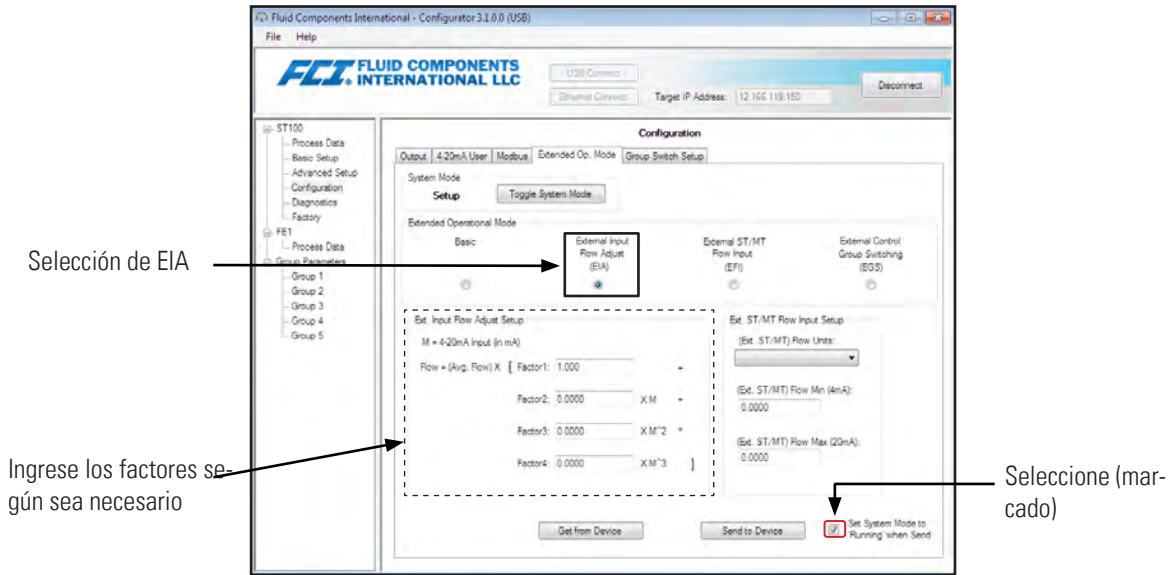 Fluid Components International - Configurator 3.1.0.0 (USB)
File Help
FCI. FLUID COMPONENTS
INTERNATIONAL LLC
USB Connect
Ethernet Connect
Target IP Address: 12.166.118.150
Disconnect
ST100
Process Data
Basic Setup
Advanced Setup
Configuration
Diagnostics
Factory
FE1
Process Data
Group Parameters
Group 1
Group 2
Group 3
Group 4
Group 5
Configuration
Output 4-20mA User Modbus Extended Op. Mode Group Switch Setup
System Mode
Setup
Toggle System Mode
Extended Operational Mode
Basic
External Input
Flow Adjust
(EIA)
External ST/MT
Flow Input
(EFI)
External Control
Group Switching
(EGS)
Selección de EIA
Ext. Input Flow Adjust Setup
M = 4-20mA input (in mA)
Flow = (Avg. Flow) X [ Factor1: 1.000 +
Factor2: 0.0000 X M +
Factor3: 0.0000 X M^2 +
Factor4: 0.0000 X M^3 ]
Ext. ST/MT Flow Input Setup
(Ext. ST/MT) Flow Units:
(Ext. ST/MT) Flow Min (4mA):
0.0000
(Ext. ST/MT) Flow Max (20mA):
0.0000
Ingrese los factores se-
gún sea necesario
Seleccione (mar-
cado)
Get from Device
Send to Device
Set System Mode to
'Running' when Send